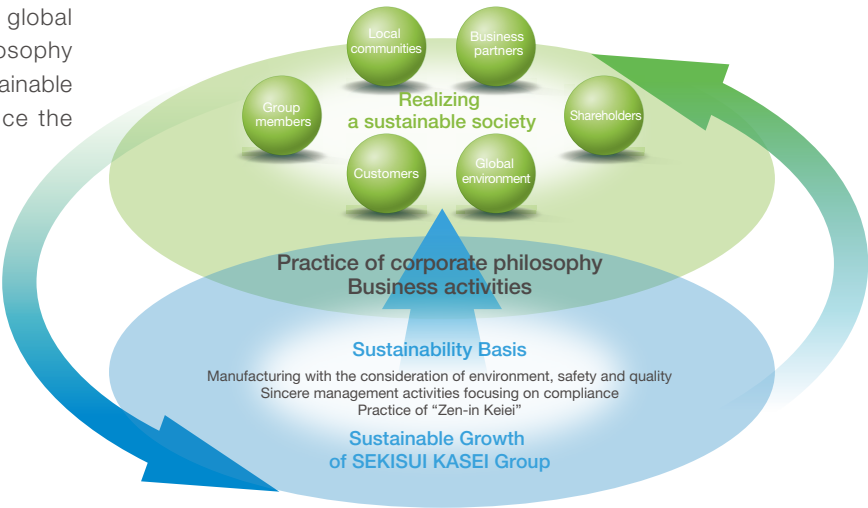 global
ainable
ce the
Local
communities
Business
partners
Group
members
Realizing
a sustainable society
Shareholders
Customers
Global
environment
Practice of corporate philosophy
Business activities
Sustainability Basis
Manufacturing with the consideration of environment, safety and quality
Sincere management activities focusing on compliance
Practice of “Zen-in Keiei”
Sustainable Growth
of SEKISUI KASEI Group